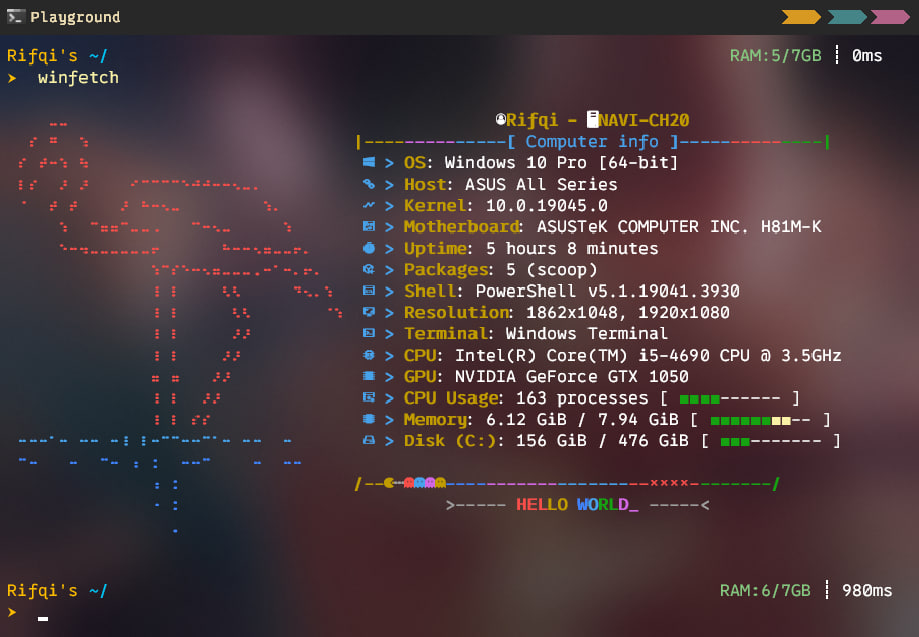 Playground
Rifqi's ~/
RAM:5/7GB ┊ 0ms
> winfetch
Rifqi - NAVI-CH20
|--------------[ Computer info ]--------------|
> OS: Windows 10 Pro [64-bit]
> Host: ASUS All Series
> Kernel: 10.0.19045.0
> Motherboard: ASUSTeK COMPUTER INC. H81M-K
> Uptime: 5 hours 8 minutes
> Packages: 5 (scoop)
> Shell: PowerShell v5.1.19041.3930
> Resolution: 1862x1048, 1920x1080
> Terminal: Windows Terminal
> CPU: Intel(R) Core(TM) i5-4690 CPU @ 3.5GHz
> GPU: NVIDIA GeForce GTX 1050
> CPU Usage: 163 processes [ ■■■■------ ]
> Memory: 6.12 GiB / 7.94 GiB [ ■■■■■■■■-- ]
> Disk (C:): 156 GiB / 476 GiB [ ■■■------- ]
>----- HELLO WORLD_ -----<
Rifqi's ~/
RAM:6/7GB ┊ 980ms
> _